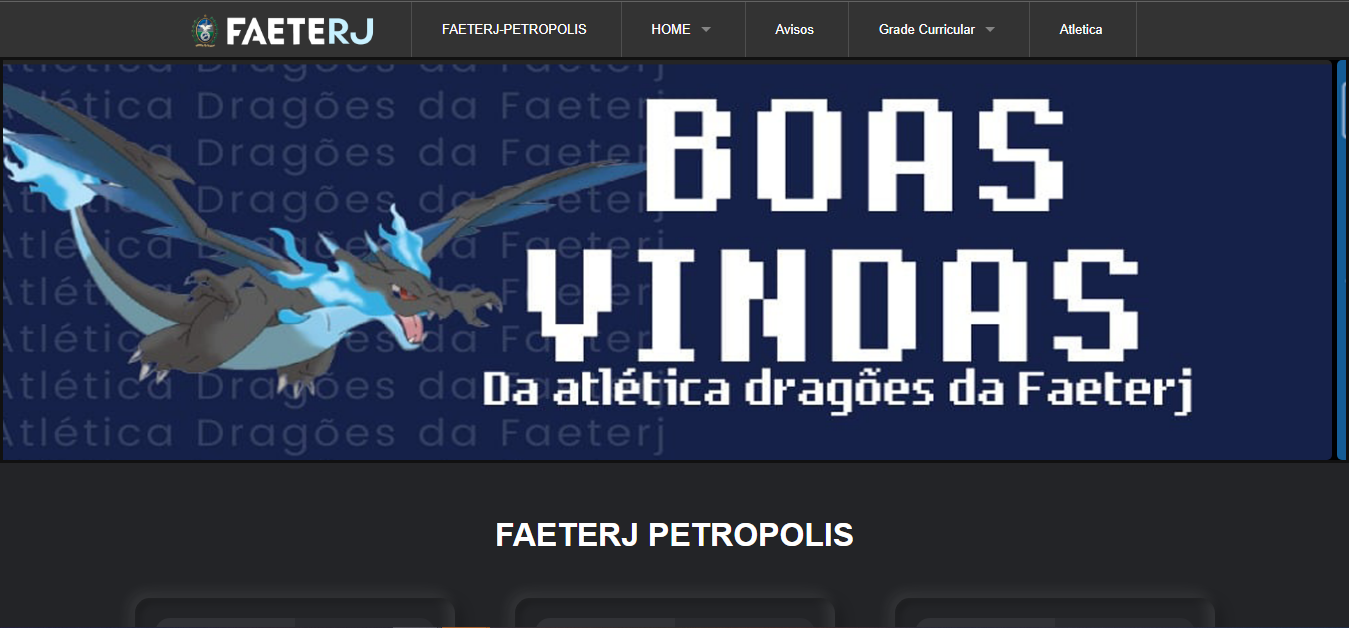 FAETERJ FAETERJ-PETROPOLIS HOME Avisos Grade Curricular Atletica
Atlética Dragões da Faeterj
Atlética Dragões da Faeterj
Dragões da Faeter
Atlética Dragões da Faeterj
Atlética Dragões da Faeterj
Atlética Faeterj
Atlética Dragões da Faeterj
Atlética Dragões da Faeterj
Atlética Dragões da Faeterj
BOAS
VINDAS
Da atlética dragões da Faeterj
FAETERJ PETROPOLIS